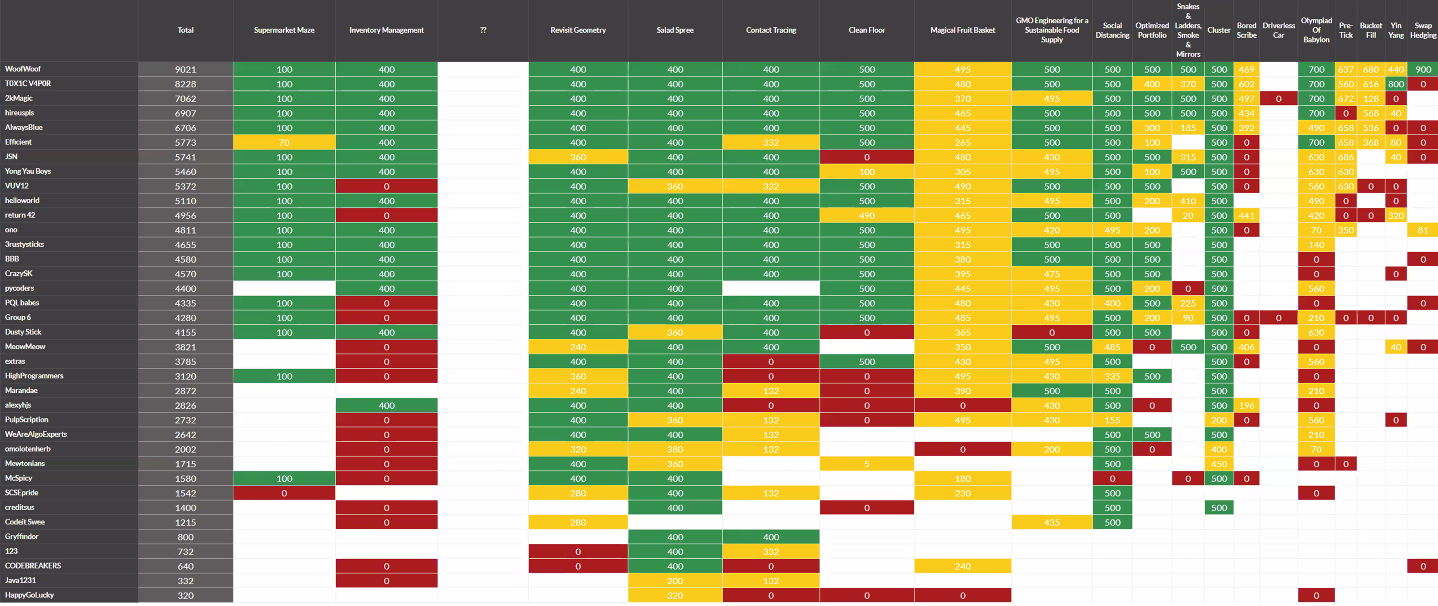 Total Supermarket Maze Inventory Management ?? Revisit Geometry Salad Spree Contact Tracing Clean Floor Magical Fruit Basket GMO Engineering for a Sustainable Food Supply Social Distancing Optimized Portfolio Snakes & Ladders, Smoke & Mirrors Cluster Bored Scribe Driverless Car Olympiad Of Babylon Pre-Tick Bucket Fill Yin Yang Swap Hedging
WoofWoof 9021 100 400 400 400 400 500 495 500 500 500 500 500 469 700 637 680 440 900
T0X1C V4P0R 8228 100 400 400 400 400 500 480 500 500 400 370 500 602 700 560 616 800 0
2kMagic 7062 100 400 400 400 400 500 370 495 500 500 500 500 497 0 700 672 128 0
hireuspls 6907 100 400 400 400 400 500 465 500 500 500 500 500 434 700 0 568 40
AlwaysBlue 6706 100 400 400 400 400 500 445 500 500 300 185 500 392 490 658 536 0 0
Efficient 5773 70 400 400 400 332 500 265 500 500 100 500 0 700 658 368 80 0
JSN 5741 100 400 360 400 400 0 480 430 500 500 315 500 0 630 686 40 0
Yong Yau Boys 5460 100 400 400 400 400 100 305 495 500 100 500 500 0 630 630
VUV12 5372 100 0 400 360 332 500 490 500 500 500 500 0 560 630 0 0
helloworld 5110 100 400 400 400 400 500 315 495 500 200 410 500 490 0 0
return 42 4956 100 0 400 400 400 490 465 500 500 20 500 441 420 0 0 320
ono 4811 100 400 400 400 400 500 495 420 495 200 500 0 70 350 81
3rustysticks 4655 100 400 400 400 400 500 315 500 500 500 500 140
BBB 4580 100 400 400 400 400 500 380 500 500 500 500 0 0
CrazySK 4570 100 400 400 400 400 500 395 475 500 500 500 0 0
pycoders 4400 400 400 400 500 445 495 500 200 0 500 560
PQL babes 4335 100 0 400 400 400 500 480 430 400 500 225 500 0 0
Group 6 4280 100 0 400 400 400 500 485 495 500 200 90 500 0 0 210 0 0 0
Dusty Stick 4155 100 400 400 360 400 0 365 0 500 500 500 0 630
MeowMeow 3821 0 240 400 400 350 500 485 0 500 500 406 0 40 0
extras 3785 0 400 400 0 500 430 495 500 500 0 560
HighProgrammers 3120 100 0 360 400 0 0 495 430 335 500 500 0
Marandae 2872 240 400 132 0 390 500 500 500 210
alexyhjs 2826 400 400 400 0 0 0 430 500 0 500 196 0
PulpScription 2732 0 400 360 132 0 495 430 155 200 0 560 0
WeAreAlgoExperts 2642 0 400 400 132 500 500 500 210
omolotenherb 2002 0 320 380 132 0 200 500 0 400 70
Mewtonians 1715 0 400 360 5 500 450 0 0
McSpicy 1580 100 0 400 400 180 0 0 500 0
SCSEpride 1542 0 280 400 132 230 500 0
creditsus 1400 0 400 0 500 500
Codeit Swee 1215 0 280 435 500
Gryffindor 800 400 400
123 732 0 400 332
CODEBREAKERS 640 0 0 400 0 240 0
Java1231 332 0 200 132
HappyGoLucky 320 320 0 0 0 0